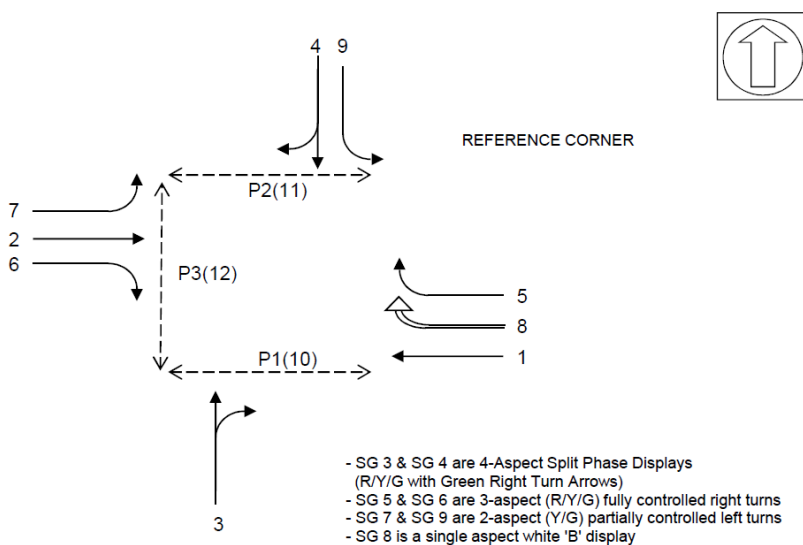 4 9
REFERENCE CORNER
P2(11)
7
2
6
P3(12)
5
8
1
P1(10)
3
- SG 3 & SG 4 are 4-Aspect Split Phase Displays
(R/Y/G with Green Right Turn Arrows)
- SG 5 & SG 6 are 3-aspect (R/Y/G) fully controlled right turns
- SG 7 & SG 9 are 2-aspect (Y/G) partially controlled left turns
- SG 8 is a single aspect white 'B' display